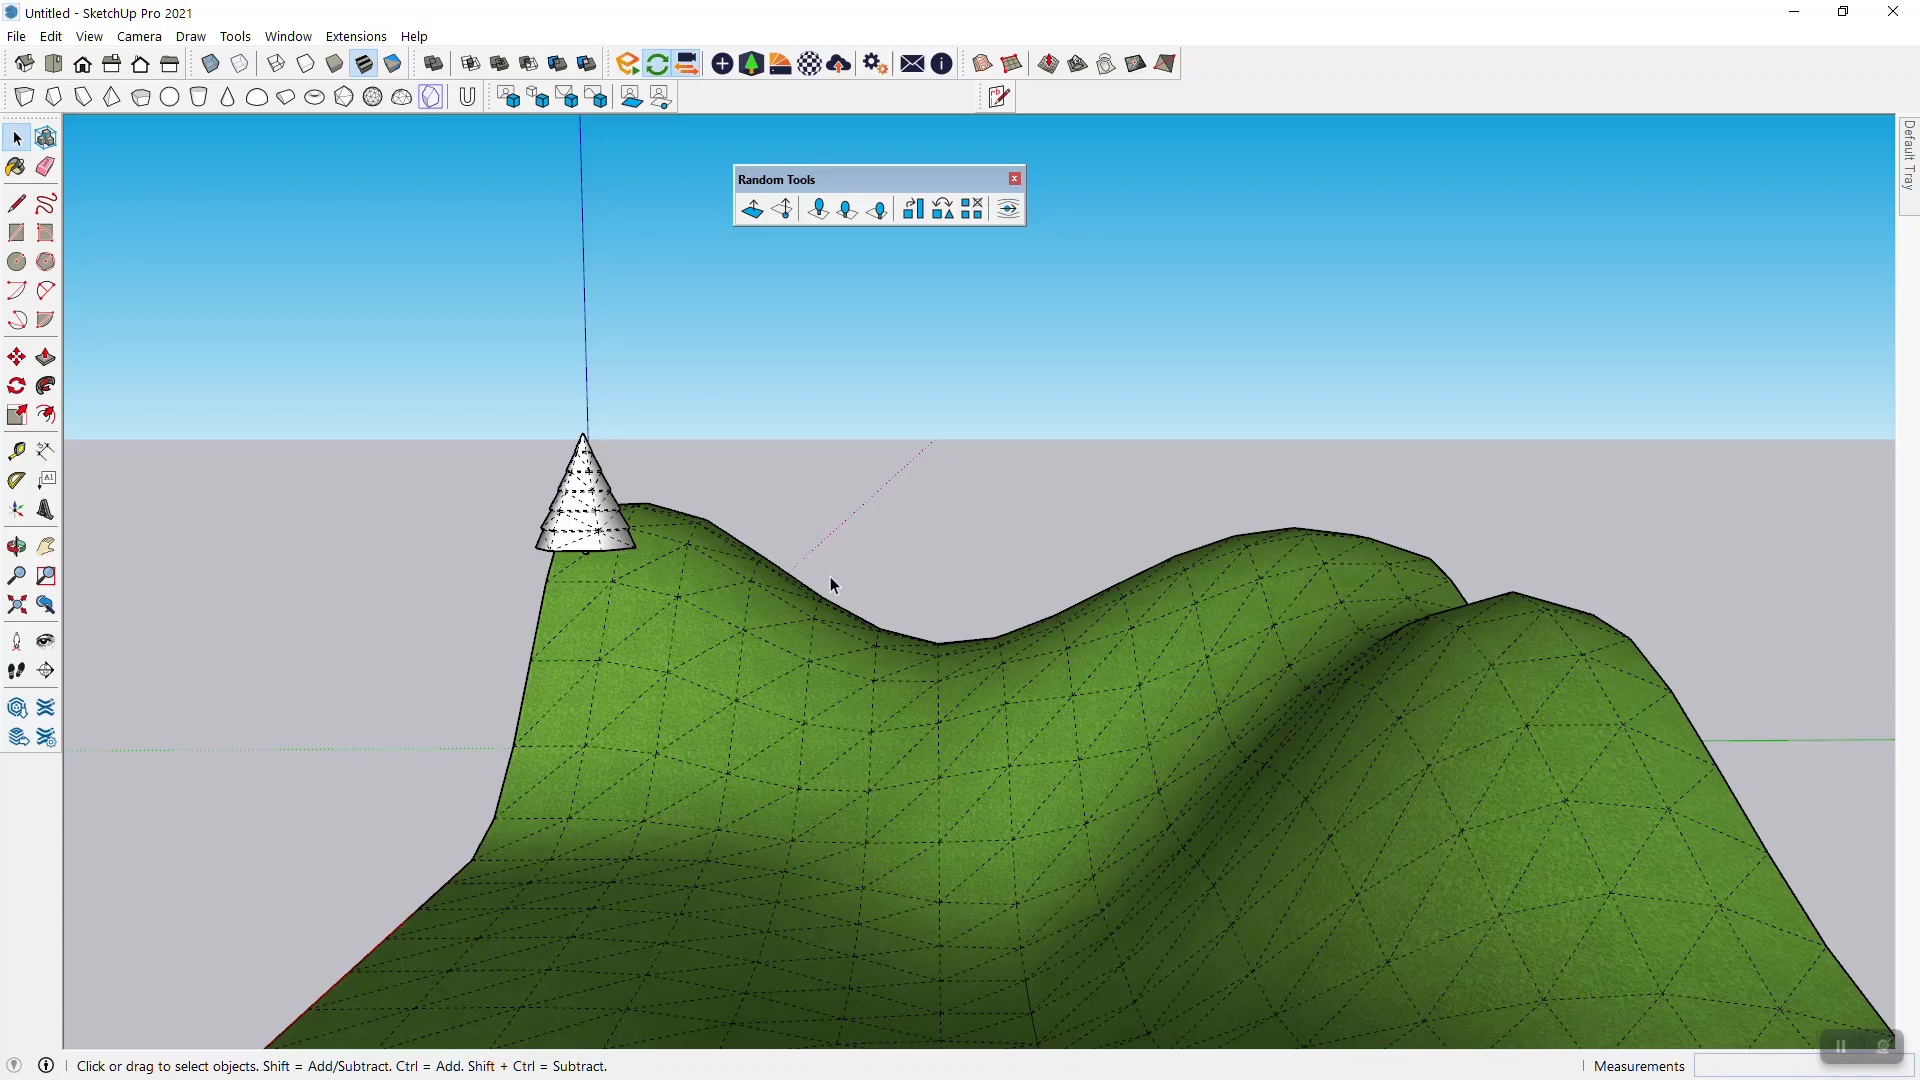 Untitled - SketchUp Pro 2021
File Edit View Camera Draw Tools Window Extensions Help
Default Tray
Random Tools
Click or drag to select objects. Shift = Add/Subtract. Ctrl = Add. Shift + Ctrl = Subtract.
Measurements